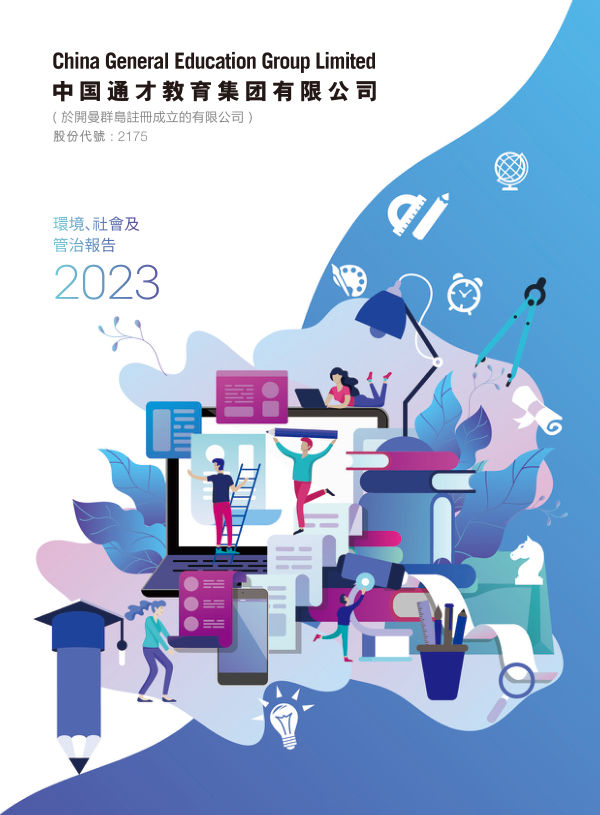 China General Education Group Limited
中国通才教育集团有限公司
(於開曼群島註冊成立的有限公司)
股份代號：2175
環境、社會及
管治報告
2023